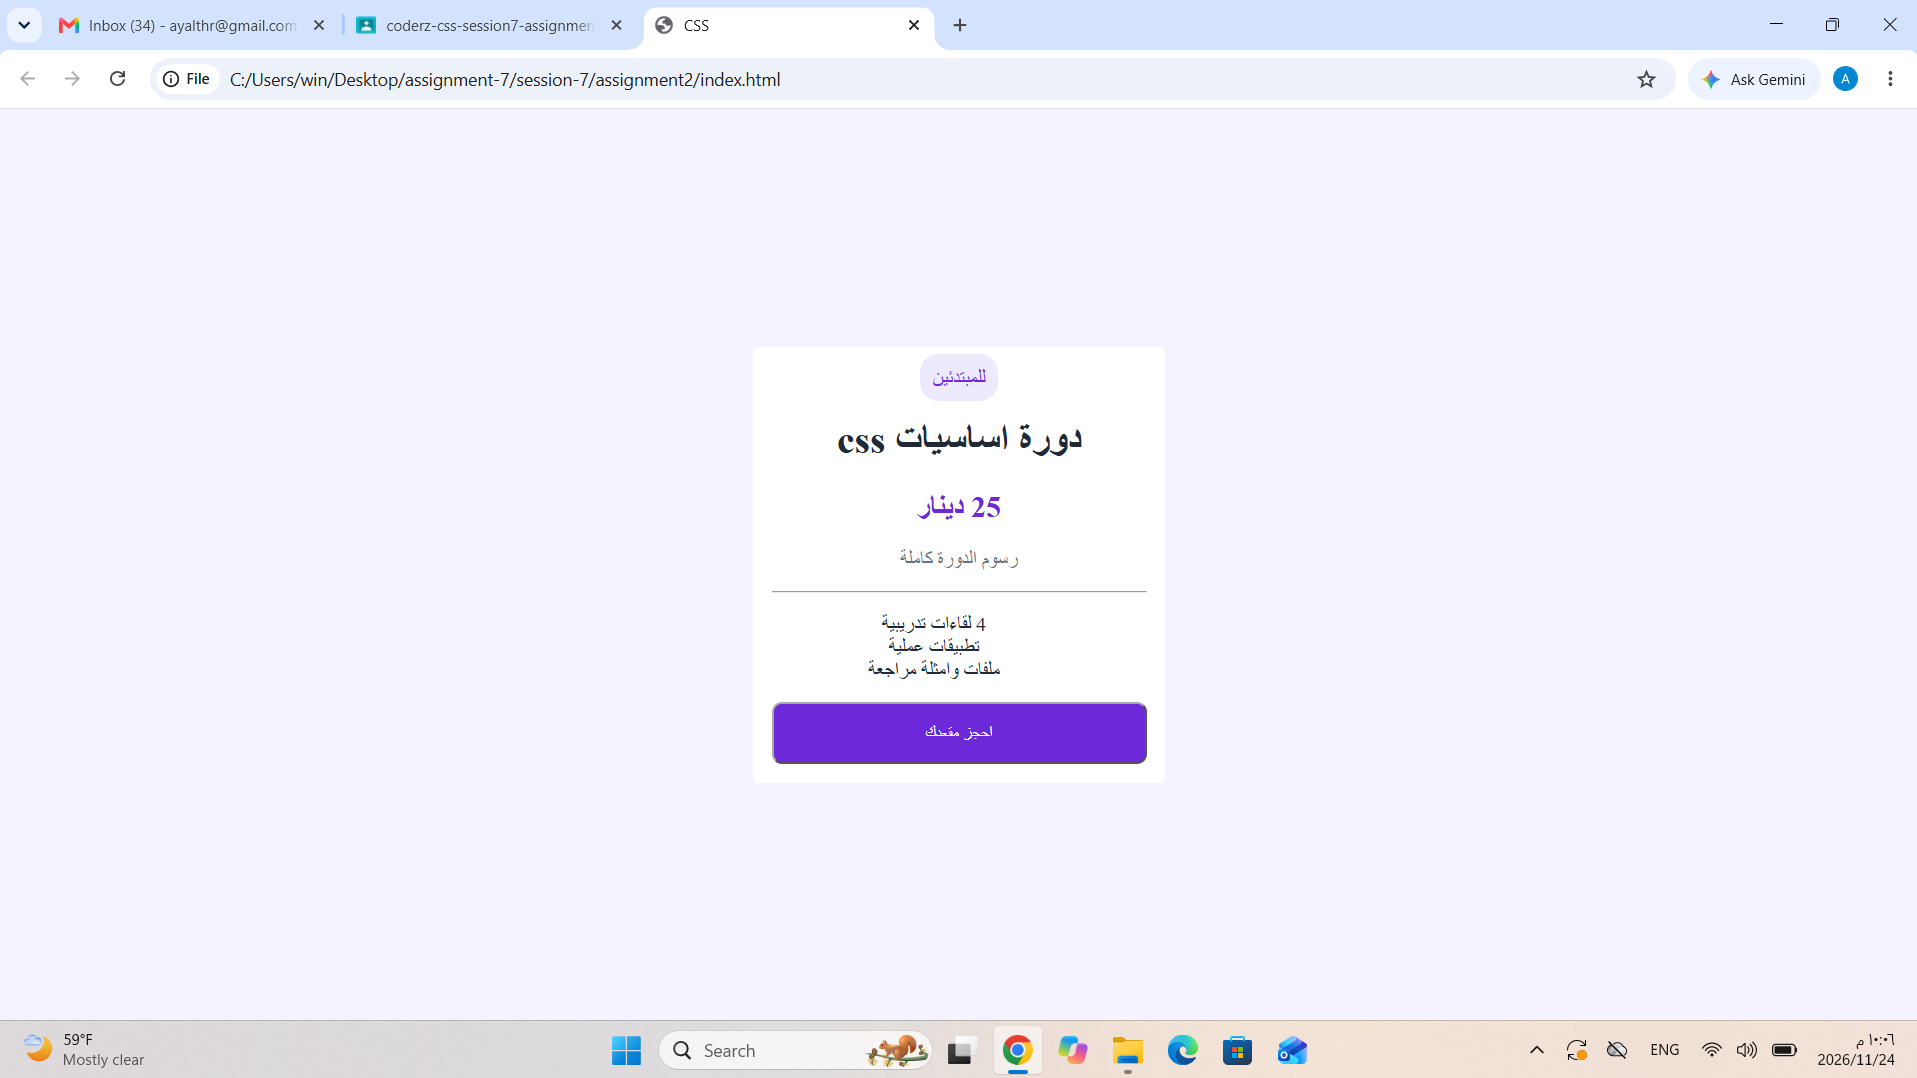 Inbox (34) - ayalthr@gmail.com
coderz-css-session7-assignmen
CSS
File
C:/Users/win/Desktop/assignment-7/session-7/assignment2/index.html
Ask Gemini
A
للمبتدئين
دورة اساسيات css
25 دينار
رسوم الدورة كاملة
4 لقاءات تدريبية
تطبيقات عملية
ملفات وامثلة مراجعة
احجز مقعدك
59°F
Mostly clear
Search
ENG
١٠:٠٦ م
2026/11/24